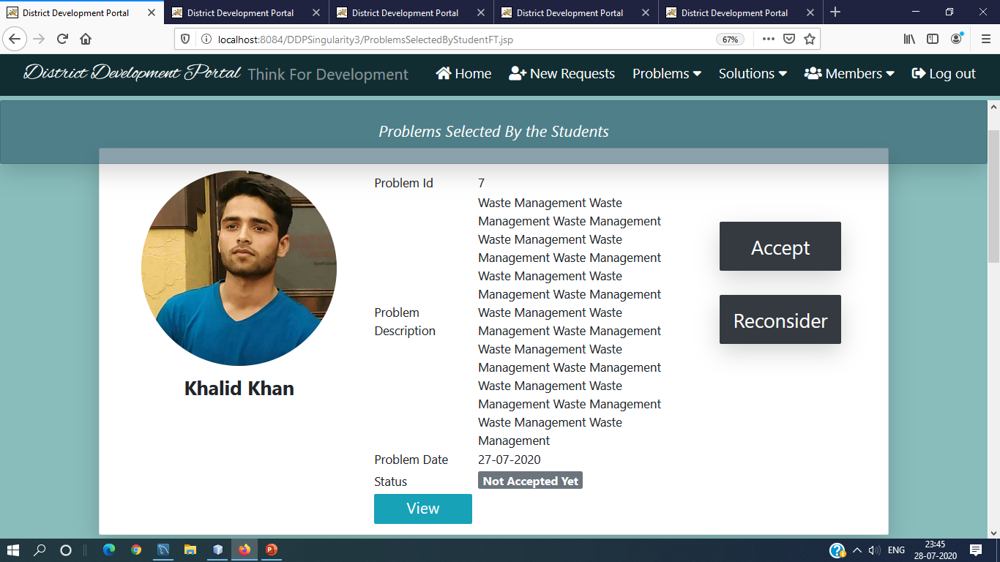 District Development Portal
District Development Portal
District Development Portal
District Development Portal
District Development Portal
localhost:8084/DDPSingularity3/ProblemsSelectedByStudentFT.jsp
67%
District Development Portal Think For Development Home New Requests Problems Solutions Members Log out
Problems Selected By the Students
Khalid Khan
Problem Id 7
Waste Management Waste
Management Waste Management
Waste Management Waste
Management Waste Management
Waste Management Waste
Management Waste Management
Problem Waste Management Waste
Description Management Waste Management
Waste Management Waste
Management Waste Management
Waste Management Waste
Management Waste Management
Waste Management Waste
Management
Problem Date 27-07-2020
Status Not Accepted Yet
View
Accept
Reconsider
ENG
23:45
28-07-2020